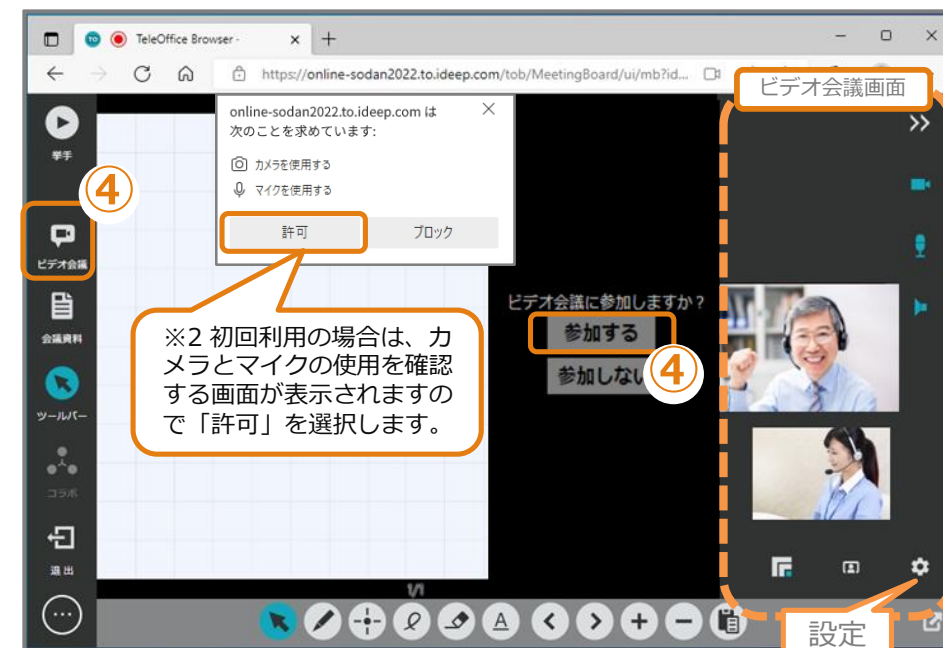 TeleOffice Browser -
https://online-sodan2022.to.ideep.com/tob/MeetingBoard/ui/mb?id...
ビデオ会議画面
online-sodan2022.to.ideep.com は
次のことを求めています:
カメラを使用する
マイクを使用する
許可
ブロック
挙手
④
ビデオ会議
会議資料
ツールバー
コラボ
退出
※2 初回利用の場合は、カ
メラとマイクの使用を確認
する画面が表示されますの
で「許可」を選択します。
ビデオ会議に参加しますか？
参加する
参加しない
④
1/1
A
設定